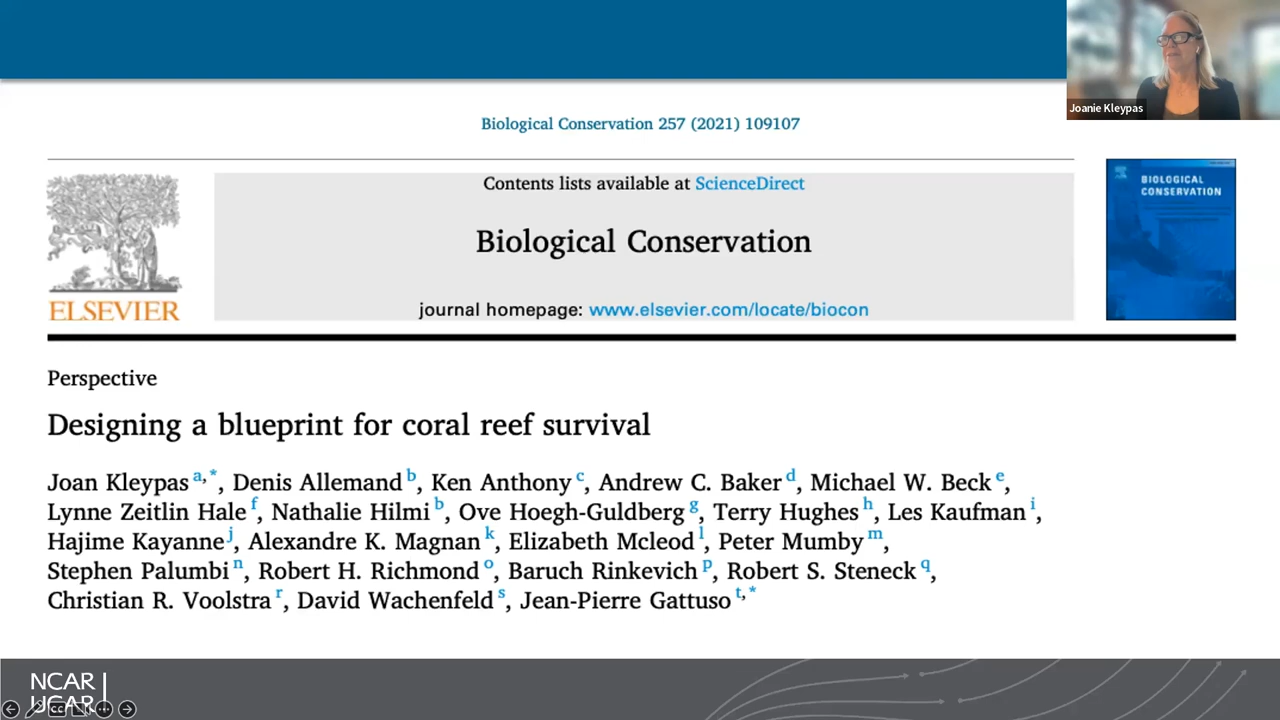 Joanie Kleypas
Biological Conservation 257 (2021) 109107
Contents lists available at ScienceDirect
Biological Conservation
journal homepage: www.elsevier.com/locate/biocon
ELSEVIER
BIOLOGICAL
CONSERVATION
Perspective
Designing a blueprint for coral reef survival
Joan Kleypas a,*, Denis Allemand b, Ken Anthony c, Andrew C. Baker d, Michael W. Beck e,
Lynne Zeitlin Hale f, Nathalie Hilmi b, Ove Hoegh-Guldberg g, Terry Hughes h, Les Kaufman i,
Hajime Kayanne j, Alexandre K. Magnan k, Elizabeth Mcleod l, Peter Mumby m,
Stephen Palumbi n, Robert H. Richmond o, Baruch Rinkevich p, Robert S. Steneck q,
Christian R. Voolstra r, David Wachenfeld s, Jean-Pierre Gattuso t,*
NCAR
UCAR
CC